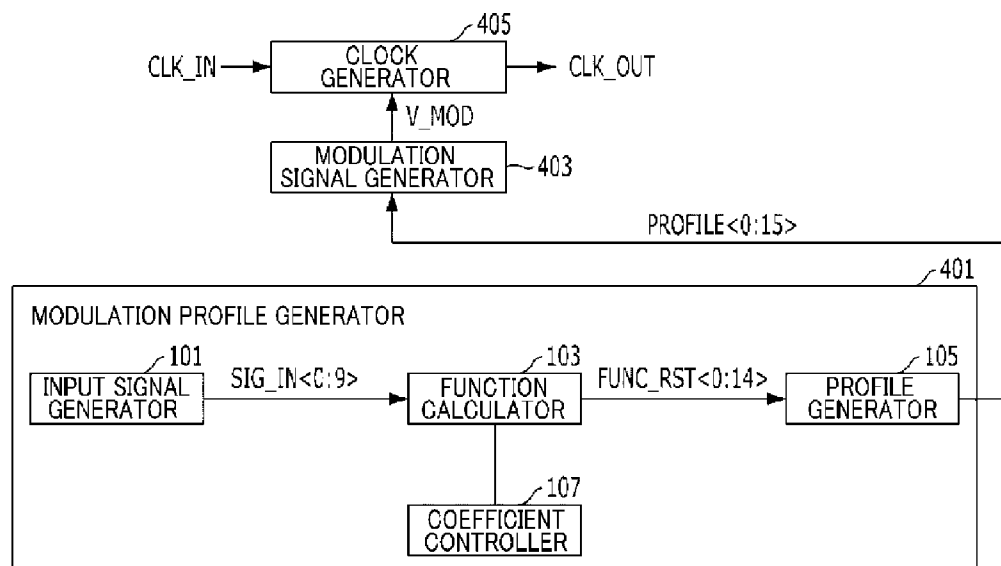 405
CLK_IN
CLOCK
GENERATOR
CLK_OUT
V_MOD
MODULATION
SIGNAL GENERATOR
403
PROFILE<0:15>
401
MODULATION PROFILE GENERATOR
101
INPUT SIGNAL
GENERATOR
SIG_IN<0:9>
103
FUNCTION
CALCULATOR
FUNC_RST<0:14>
105
PROFILE
GENERATOR
107
COEFFICIENT
CONTROLLER